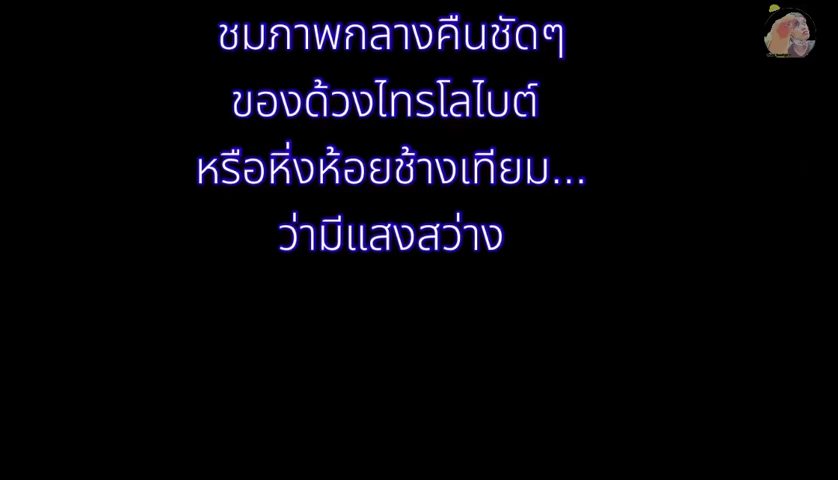 ชมภาพกลางคืนชัดๆ
ของด้วงไทรโลไบต์
หรือหิ่งห้อยช้างเทียม...
ว่ามีแสงสว่าง